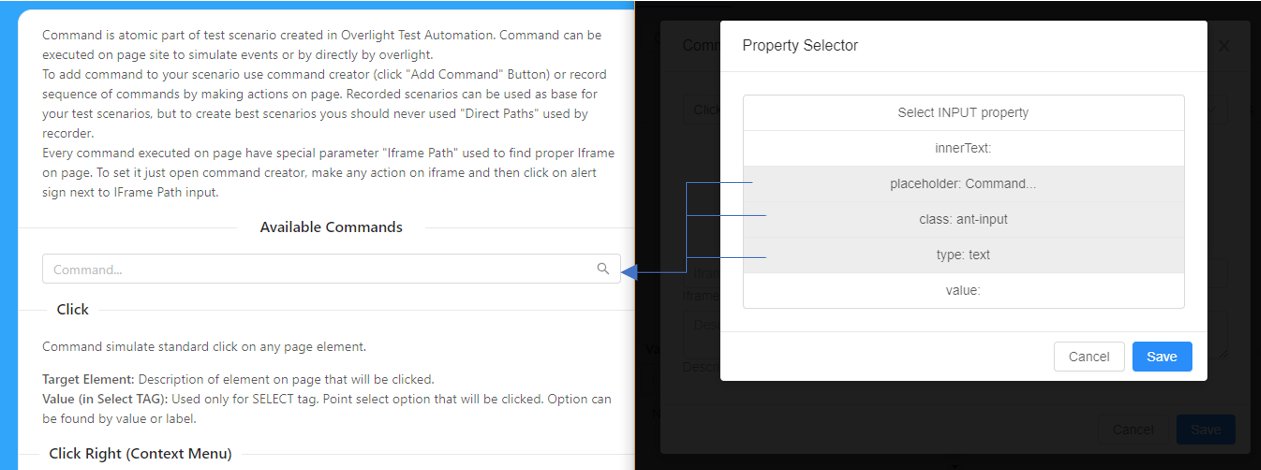 Command is atomic part of test scenario created in Overlight Test Automation. Command can be
executed on page site to simulate events or by directly by overlight.
To add command to your scenario use command creator (click "Add Command" Button) or record
sequence of commands by making actions on page. Recorded scenarios can be used as base for
your test scenarios, but to create best scenarios yous should never used "Direct Paths" used by
recorder.
Every command executed on page have special parameter "Iframe Path" used to find proper Iframe
on page. To set it just open command creator, make any action on iframe and then click on alert
sign next to IFrame Path input.
Available Commands
Command...
Click
Command simulate standard click on any page element.
Target Element: Description of element on page that will be clicked.
Value (in Select TAG): Used only for SELECT tag. Point select option that will be clicked. Option can
be found by value or label.
Click Right (Context Menu)
Property Selector
Select INPUT property
innerText:
placeholder: Command...
class: ant-input
type: text
value:
Cancel
Save
Cancel
Save